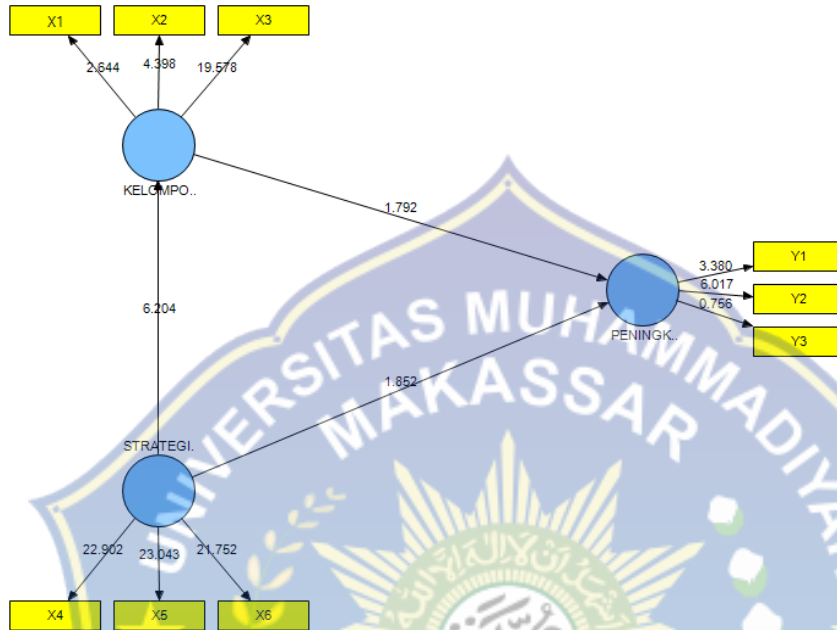 X1
X2
X3
2.644
4.398
19.578
KELOMPO..
1.792
6.204
3.380
6.017
0.756
Y1
Y2
Y3
PENINGK..
1.852
STRATEGI.
22.902
23.043
21.752
X4
X5
X6
UNIVERSITAS MUHAMMADIYA
MAKASSAR